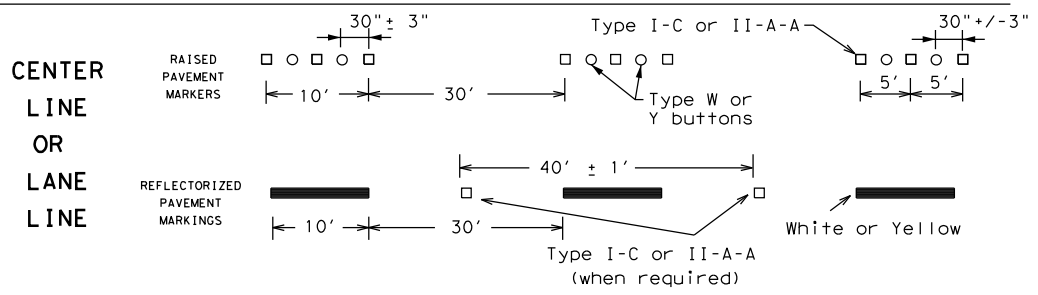 CENTER
LINE
OR
LANE
LINE
RAISED
PAVEMENT
MARKERS
30"± 3"
10'
30'
Type I-C or II-A-A
Type W or
Y buttons
30"+/-3"
5'
5'
REFLECTORIZED
PAVEMENT
MARKINGS
10'
30'
40' ± 1'
Type I-C or II-A-A
(when required)
White or Yellow